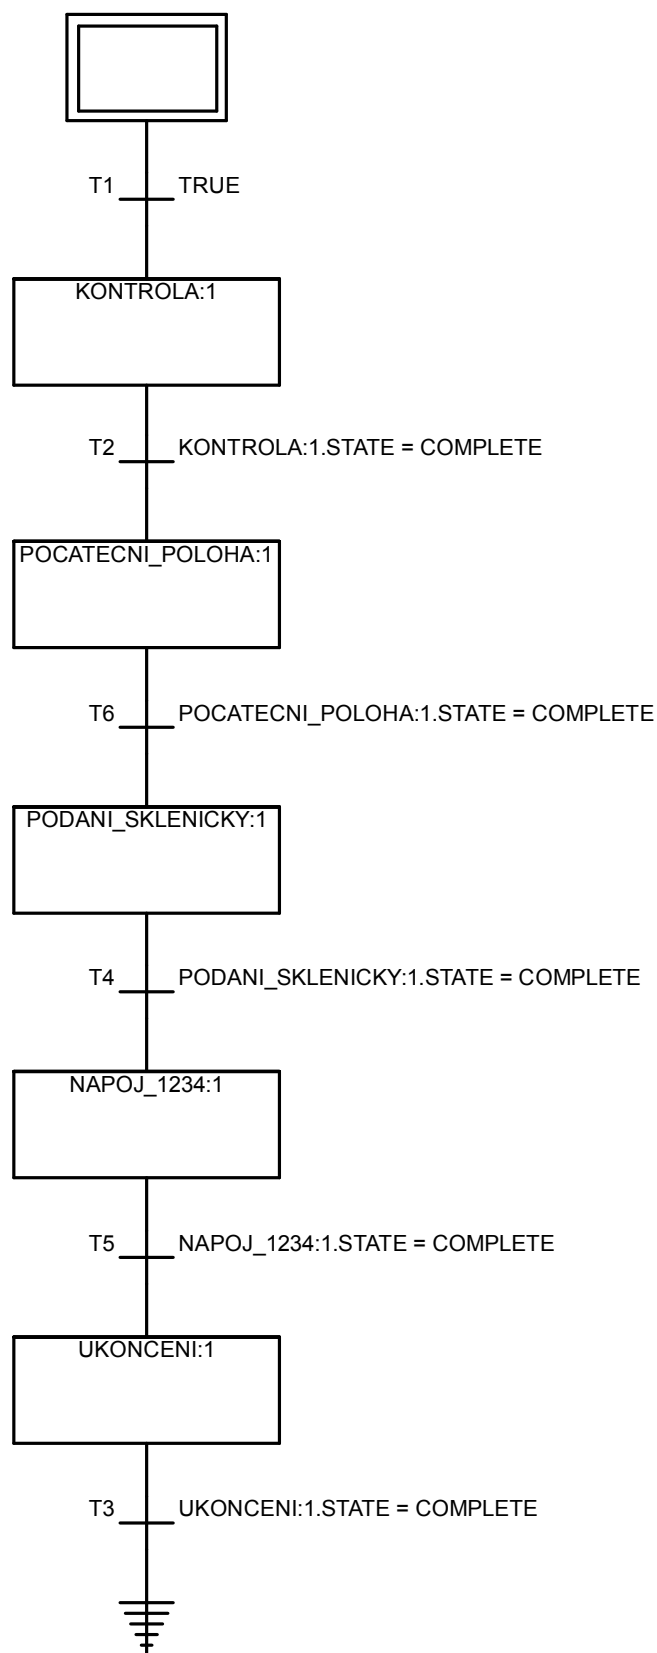 T1 TRUE
KONTROLA:1
T2 KONTROLA:1.STATE = COMPLETE
POCATECNI_POLOHA:1
T6 POCATECNI_POLOHA:1.STATE = COMPLETE
PODANI_SKLENICKY:1
T4 PODANI_SKLENICKY:1.STATE = COMPLETE
NAPOJ_1234:1
T5 NAPOJ_1234:1.STATE = COMPLETE
UKONCENI:1
T3 UKONCENI:1.STATE = COMPLETE